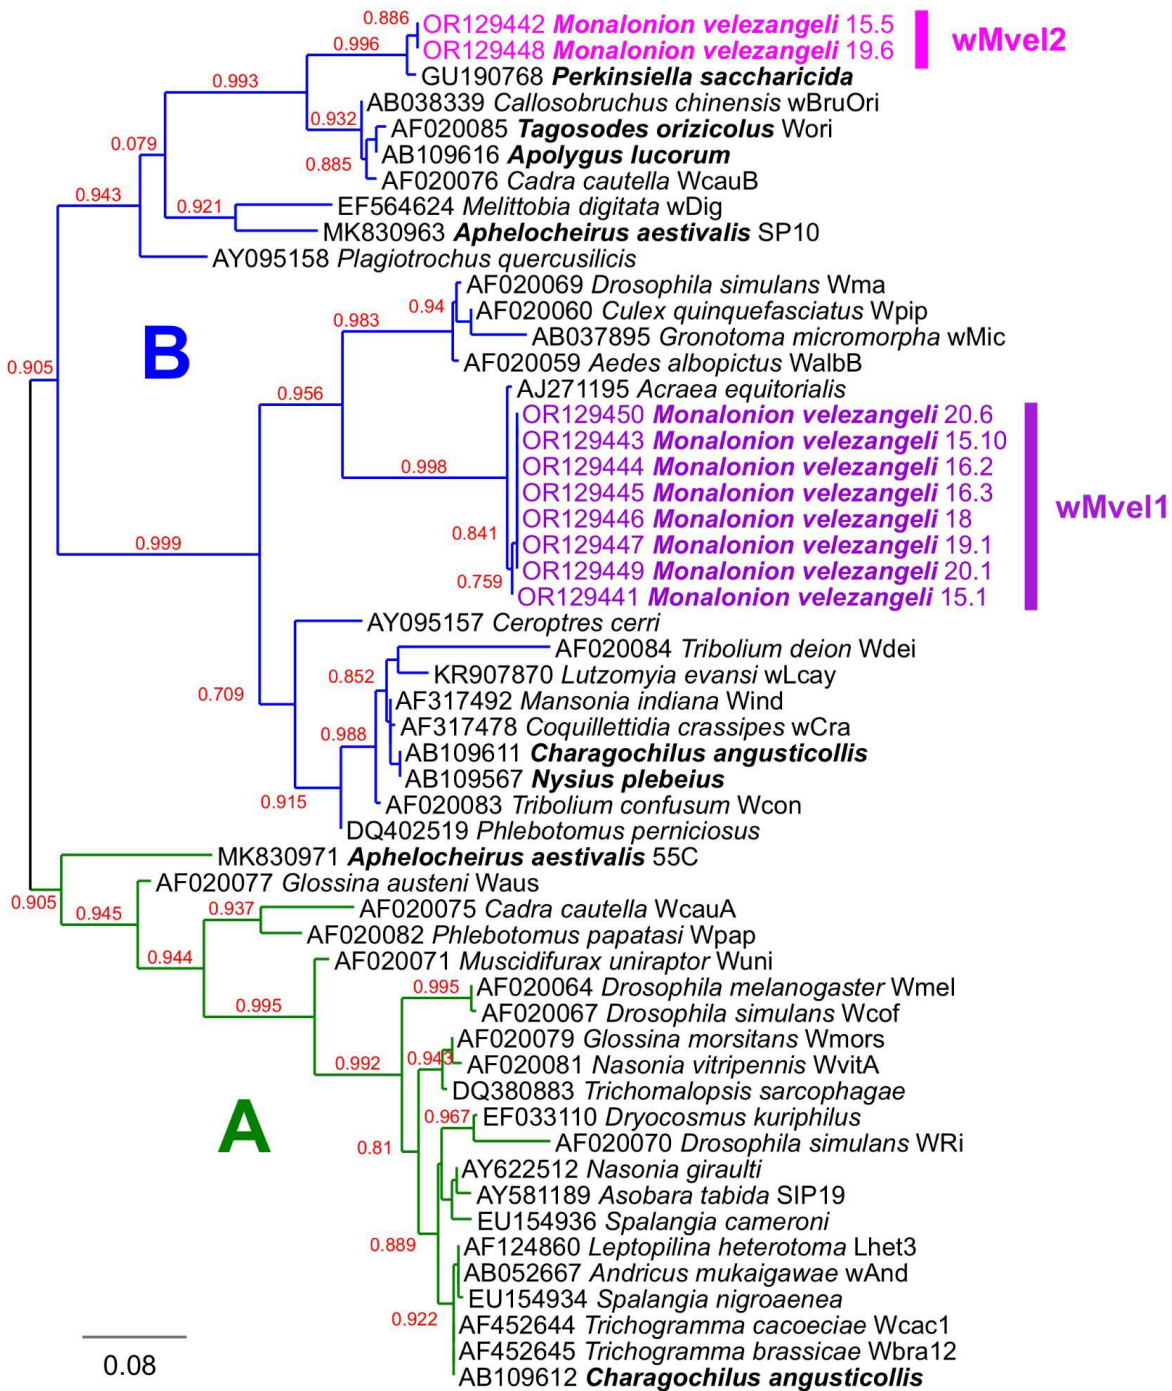 0.886
OR129442 Monalonion velezangeli 15.5
OR129448 Monalonion velezangeli 19.6
wMvel2
0.996
GU190768 Perkinsiella saccharicida
0.993
AB038339 Callosobruchus chinensis wBruOri
0.932
AF020085 Tagosodes orizicolus Wori
0.079
AB109616 Apolygus lucorum
0.885
AF020076 Cadra cautella WcauB
0.943
0.921
EF564624 Melittobia digitata wDig
MK830963 Aphelocheirus aestivalis SP10
AY095158 Plagiotrochus quercusilicis
AF020069 Drosophila simulans Wma
0.94
AF020060 Culex quinquefasciatus Wpip
0.983
AB037895 Gronotoma micromorpha wMic
B
AF020059 Aedes albopictus WalbB
0.905
0.956
AJ271195 Acraea equitorialis
OR129450 Monalonion velezangeli 20.6
OR129443 Monalonion velezangeli 15.10
0.998
OR129444 Monalonion velezangeli 16.2
OR129445 Monalonion velezangeli 16.3
wMvel1
OR129446 Monalonion velezangeli 18
0.841
0.999
OR129447 Monalonion velezangeli 19.1
OR129449 Monalonion velezangeli 20.1
0.759
OR129441 Monalonion velezangeli 15.1
AY095157 Ceroptres cerri
AF020084 Tribolium deion Wdei
0.852
KR907870 Lutzomyia evansi wLcay
0.709
AF317492 Mansonia indiana Wind
AF317478 Coquillettidia crassipes wCra
0.988
AB109611 Charagochilus angusticollis
AB109567 Nysius plebeius
0.915
AF020083 Tribolium confusum Wcon
DQ402519 Phlebotomus perniciosus
MK830971 Aphelocheirus aestivalis 55C
AF020077 Glossina austeni Waus
0.905
0.945
0.937
AF020075 Cadra cautella WcauA
AF020082 Phlebotomus papatasi Wpap
0.944
AF020071 Muscidifurax uniraptor Wuni
0.995
AF020064 Drosophila melanogaster Wmel
0.995
AF020067 Drosophila simulans Wcof
AF020079 Glossina morsitans Wmors
0.992
0.943
AF020081 Nasonia vitripennis WvitA
DQ380883 Trichomalopsis sarcophagae
A
0.967
EF033110 Dryocosmus kuriphilus
0.81
AF020070 Drosophila simulans WRi
AY622512 Nasonia giraulti
AY581189 Asobara tabida SIP19
EU154936 Spalangia cameroni
0.889
AF124860 Leptopilina heterotoma Lhet3
AB052667 Andricus mukaigawae wAnd
EU154934 Spalangia nigroaenea
0.922
AF452644 Trichogramma cacoeciae Wcac1
AF452645 Trichogramma brassicae Wbra12
0.08
AB109612 Charagochilus angusticollis